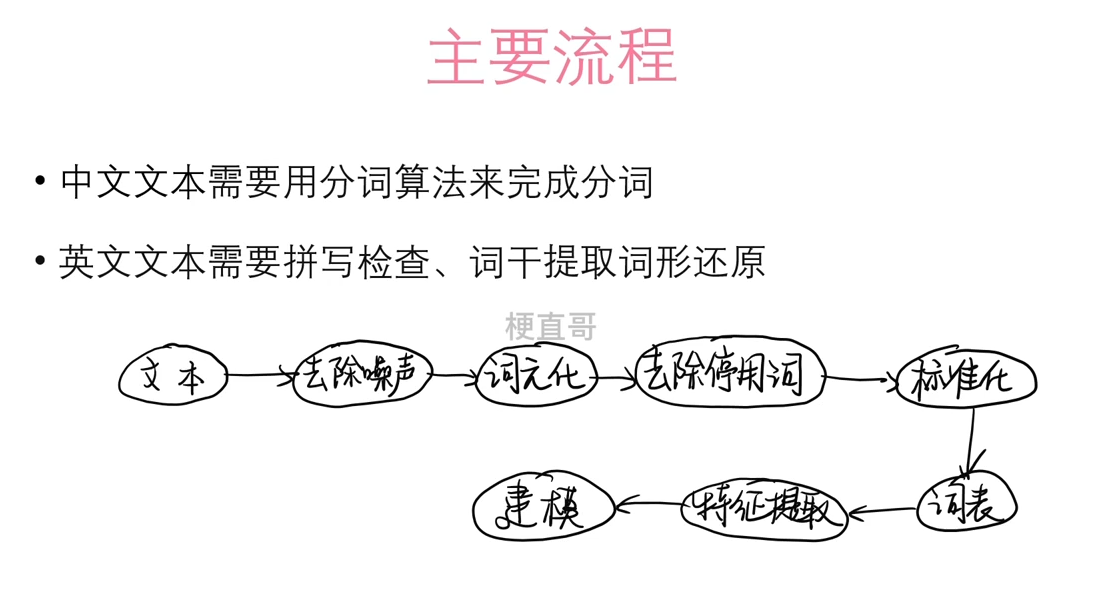 主要流程
• 中文文本需要用分词算法来完成分词
• 英文文本需要拼写检查、词干提取词形还原
梗直哥
文本 去除噪声 词元化 去除停用词 标准化
建模 特征提取 词表